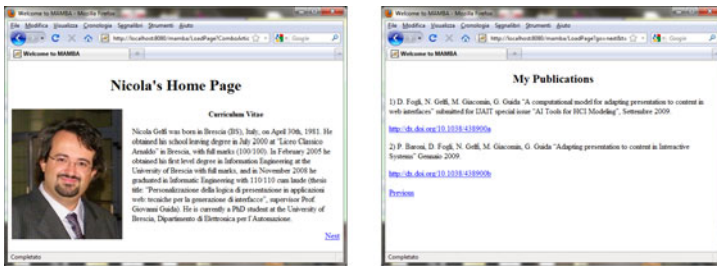 Welcome to MAMBA - Mozilla Firefox
File Modifica Visualizza Cronologia Segnalibri Strumenti Aiuto
Google
Welcome to MAMBA
Nicola's Home Page
Curriculum Vitae
Nicola Gelfi was born in Brescia (BS), Italy, on April 30th, 1981. He
obtained his school leaving degree in July 2000 at "Liceo Classico
Arnaldo" in Brescia, with full marks (100/100). In February 2005 he
obtained his first level degree in Information Engineering at the
University of Brescia with full marks, and in November 2008 he
graduated in Informatic Engineering with 110/110 cum laude (thesis
title: "Personalizzazione della logica di presentazione in applicazioni
web: tecniche per la generazione di interfacce", supervisor Prof.
Giovanni Guida). He is currently a PhD student at the University of
Brescia, Dipartimento di Elettronica per l'Automazione.
Next
Completato
Welcome to MAMBA - Mozilla Firefox
File Modifica Visualizza Cronologia Segnalibri Strumenti Aiuto
Google
Welcome to MAMBA
My Publications
1) D. Fogli, N. Gelfi, M. Giacomin, G. Guida "A computational model for adapting presentation to content in
web interfaces" submitted for IJAIT special issue "AI Tools for HCI Modeling", Settembre 2009.
http://dx.doi.org/10.1038/438900a
2) P. Baroni, D. Fogli, N. Gelfi, M. Giacomin, G. Guida "Adapting presentation to content in Interactive
Systems" Gennaio 2009.
http://dx.doi.org/10.1038/438900b
Previous
Completato